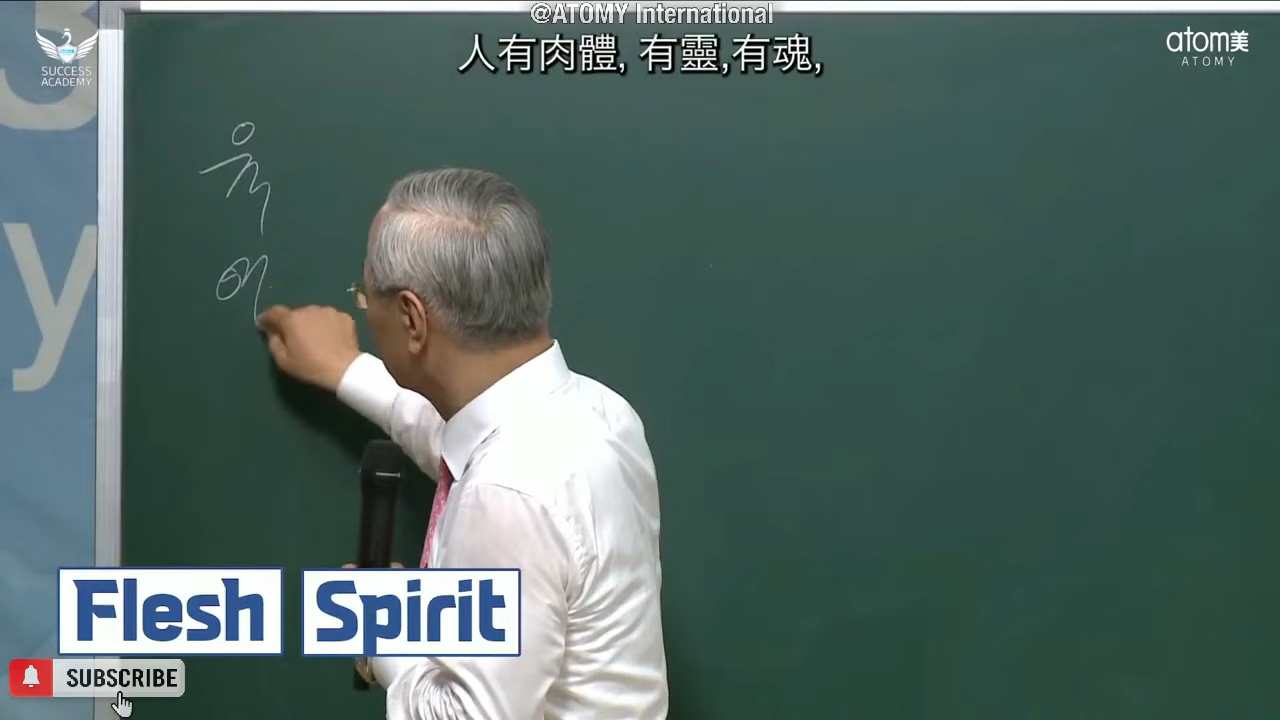 @ATOMY International
人有肉體, 有靈,有魂,
SUCCESS
ACADEMY
atom美
ATOMY
3
y
육
Flesh Spirit
SUBSCRIBE